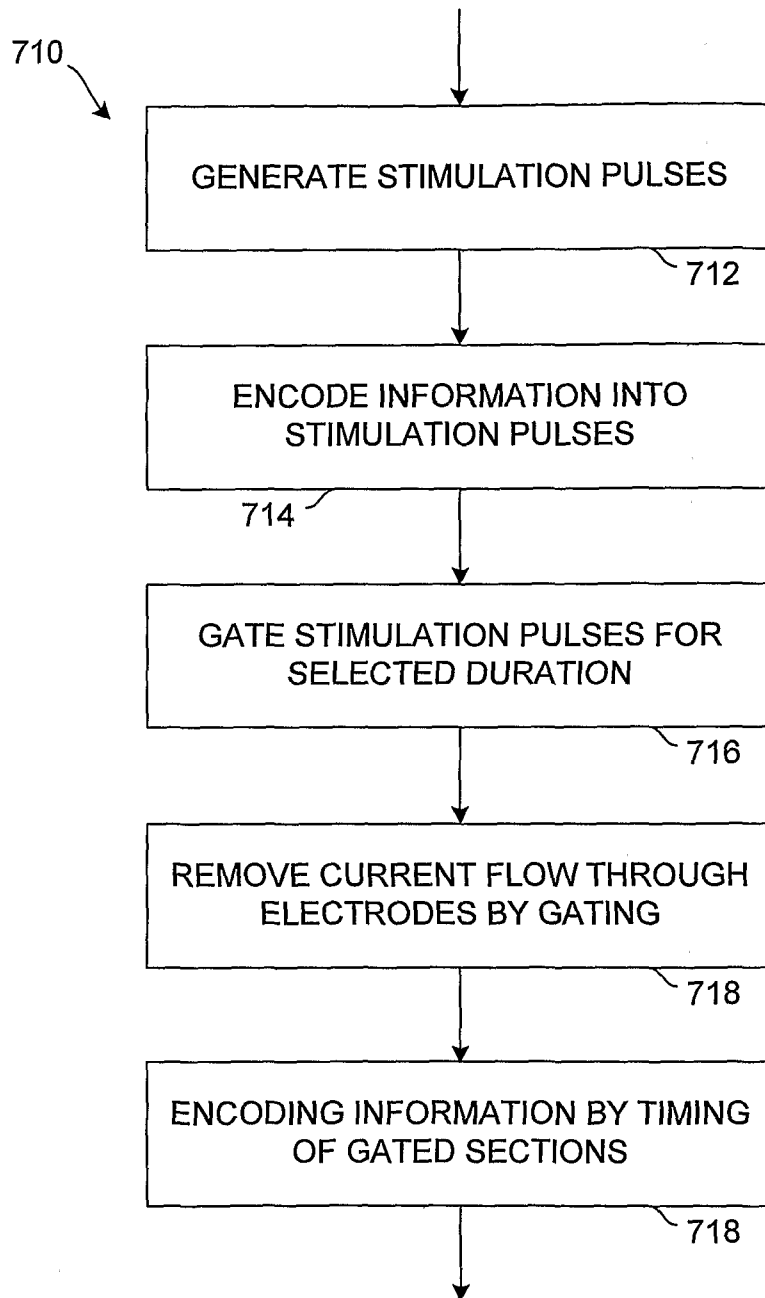 710
GENERATE STIMULATION PULSES
712
ENCODE INFORMATION INTO
STIMULATION PULSES
714
GATE STIMULATION PULSES FOR
SELECTED DURATION
716
REMOVE CURRENT FLOW THROUGH
ELECTRODES BY GATING
718
ENCODING INFORMATION BY TIMING
OF GATED SECTIONS
718